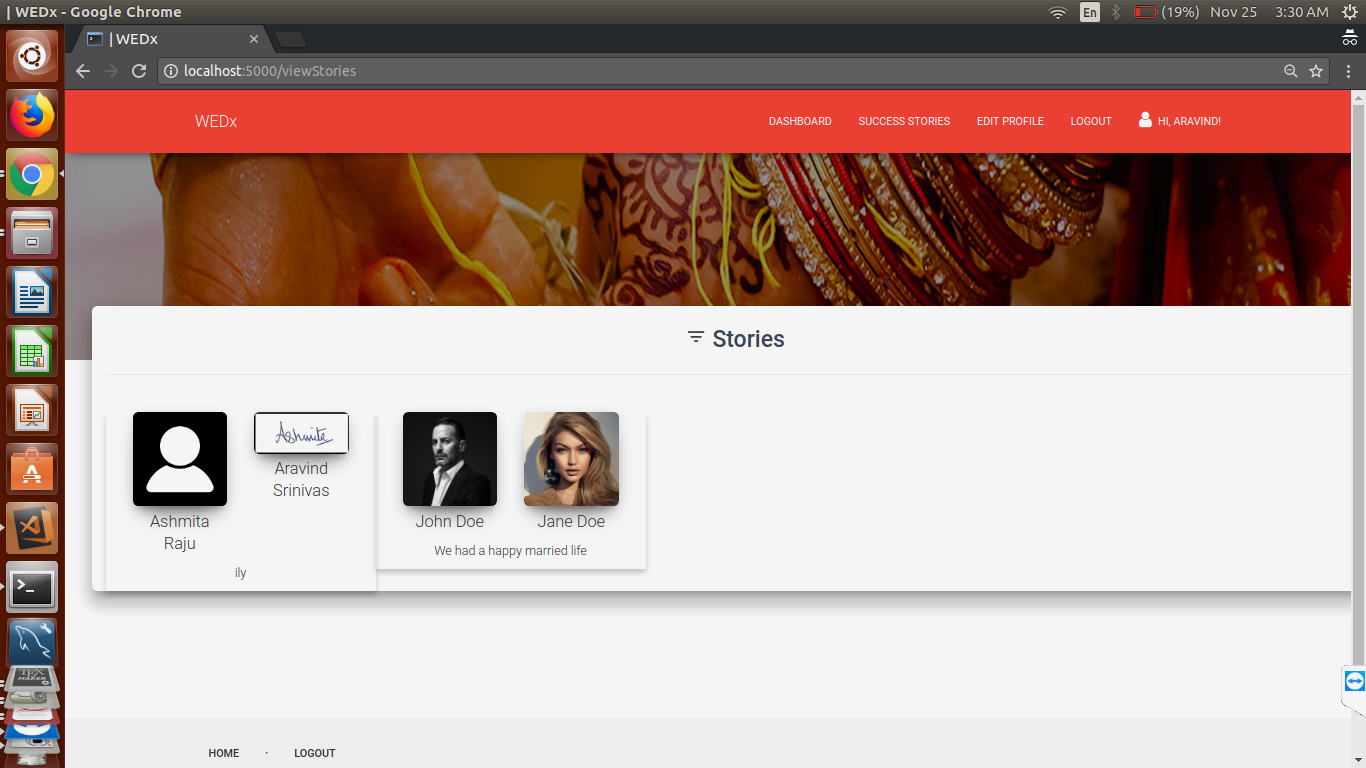 | WEDx - Google Chrome
En
(19%)
Nov 25
3:30 AM
| WEDx
localhost:5000/viewStories
WEDx
DASHBOARD
SUCCESS STORIES
EDIT PROFILE
LOGOUT
HI, ARAVIND!
Stories
Ashmita
Ashmita
Raju
ily
Aravind
Srinivas
John Doe
Jane Doe
We had a happy married life
HOME
·
LOGOUT
TEX
MAKER